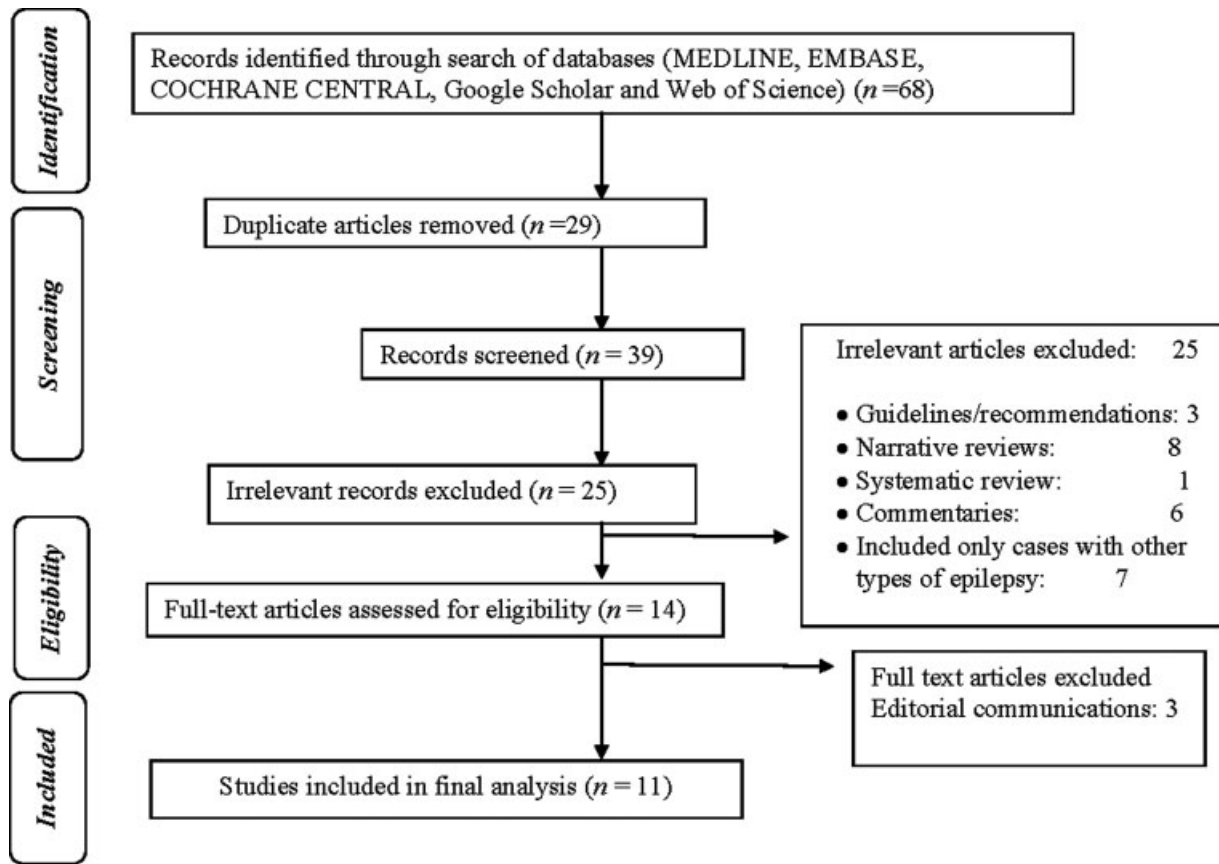 Identification
Records identified through search of databases (MEDLINE, EMBASE,
COCHRANE CENTRAL, Google Scholar and Web of Science) (n =68)
Screening
Duplicate articles removed (n =29)
Records screened (n = 39)
Irrelevant articles excluded: 25
● Guidelines/recommendations: 3
● Narrative reviews: 8
● Systematic review: 1
● Commentaries: 6
● Included only cases with other
types of epilepsy: 7
Irrelevant records excluded (n = 25)
Eligibility
Full-text articles assessed for eligibility (n = 14)
Full text articles excluded
Editorial communications: 3
Included
Studies included in final analysis (n = 11)